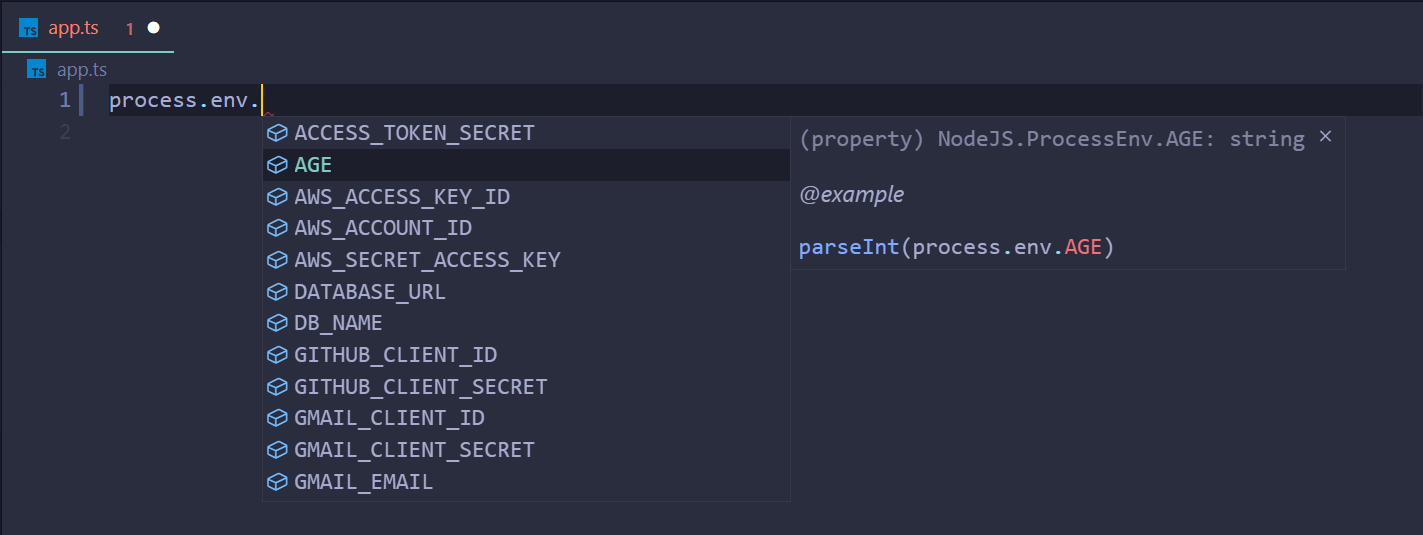 TS app.ts 1
TS app.ts
1 process.env.
2
ACCESS_TOKEN_SECRET
AGE
AWS_ACCESS_KEY_ID
AWS_ACCOUNT_ID
AWS_SECRET_ACCESS_KEY
DATABASE_URL
DB_NAME
GITHUB_CLIENT_ID
GITHUB_CLIENT_SECRET
GMAIL_CLIENT_ID
GMAIL_CLIENT_SECRET
GMAIL_EMAIL
(property) NodeJS.ProcessEnv.AGE: string
@example
parseInt(process.env.AGE)